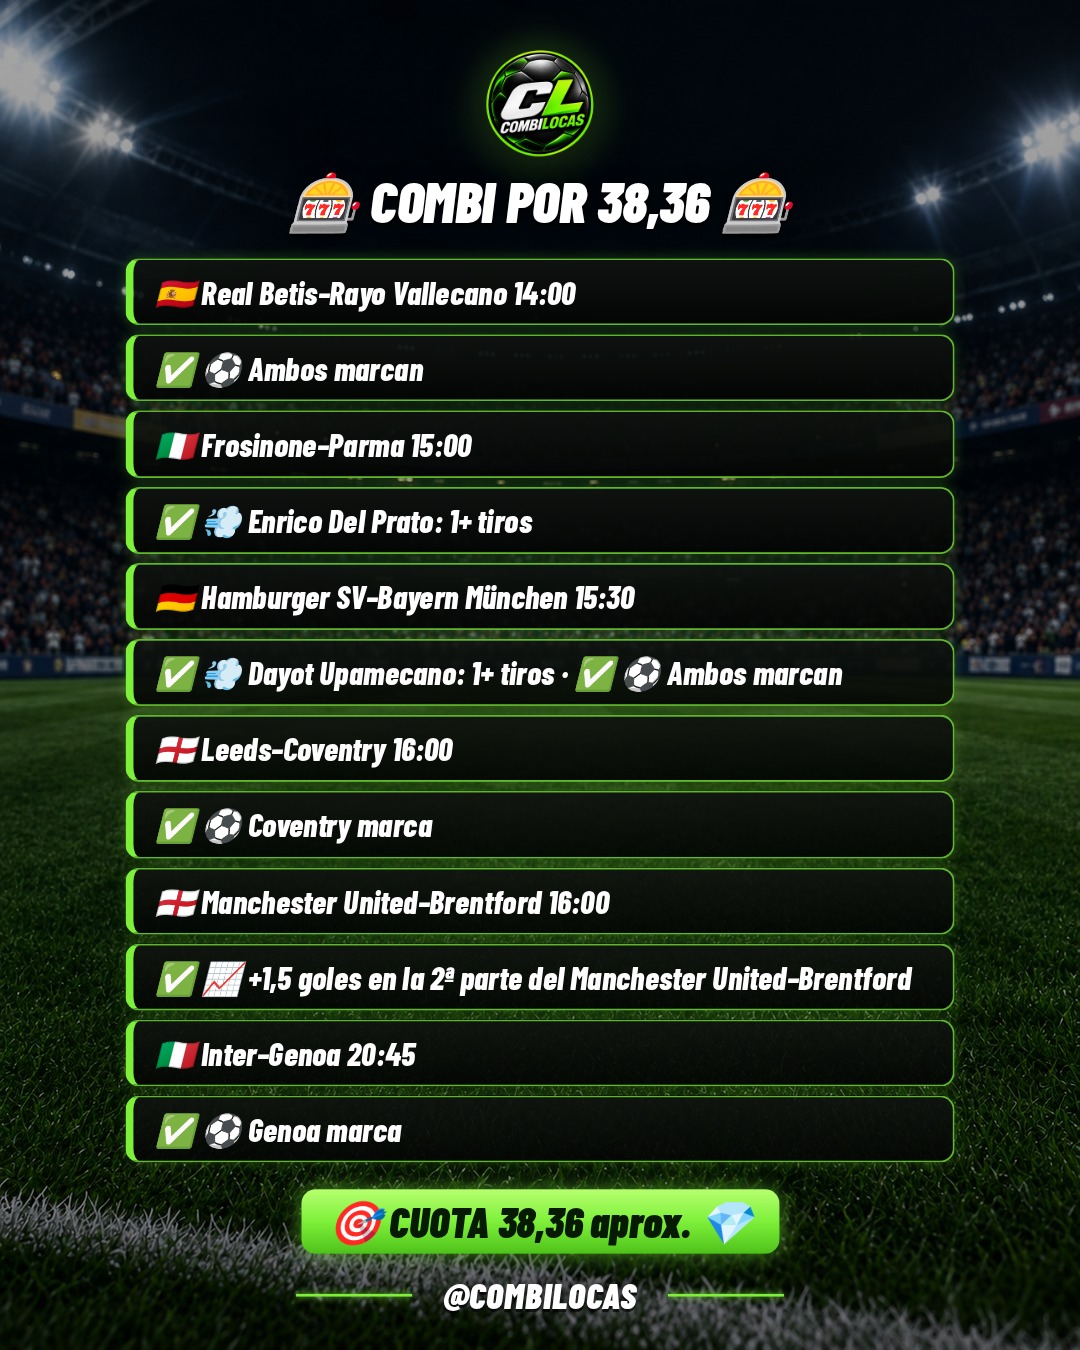 CL
COMBILOCAS
🎰 COMBI POR 38,36 🎰
🇪🇸 Real Betis-Rayo Vallecano 14:00
✅ ⚽ Ambos marcan
🇮🇹 Frosinone-Parma 15:00
✅ 💨 Enrico Del Prato: 1+ tiros
🇩🇪 Hamburger SV-Bayern München 15:30
✅ 💨 Dayot Upamecano: 1+ tiros · ✅ ⚽ Ambos marcan
🏴󠁧󠁢󠁥󠁮󠁧󠁿 Leeds-Coventry 16:00
✅ ⚽ Coventry marca
🏴󠁧󠁢󠁥󠁮󠁧󠁿 Manchester United-Brentford 16:00
✅ 📈 +1,5 goles en la 2ª parte del Manchester United-Brentford
🇮🇹 Inter-Genoa 20:45
✅ ⚽ Genoa marca
🎯 CUOTA 38,36 aprox. 💎
@COMBILOCAS